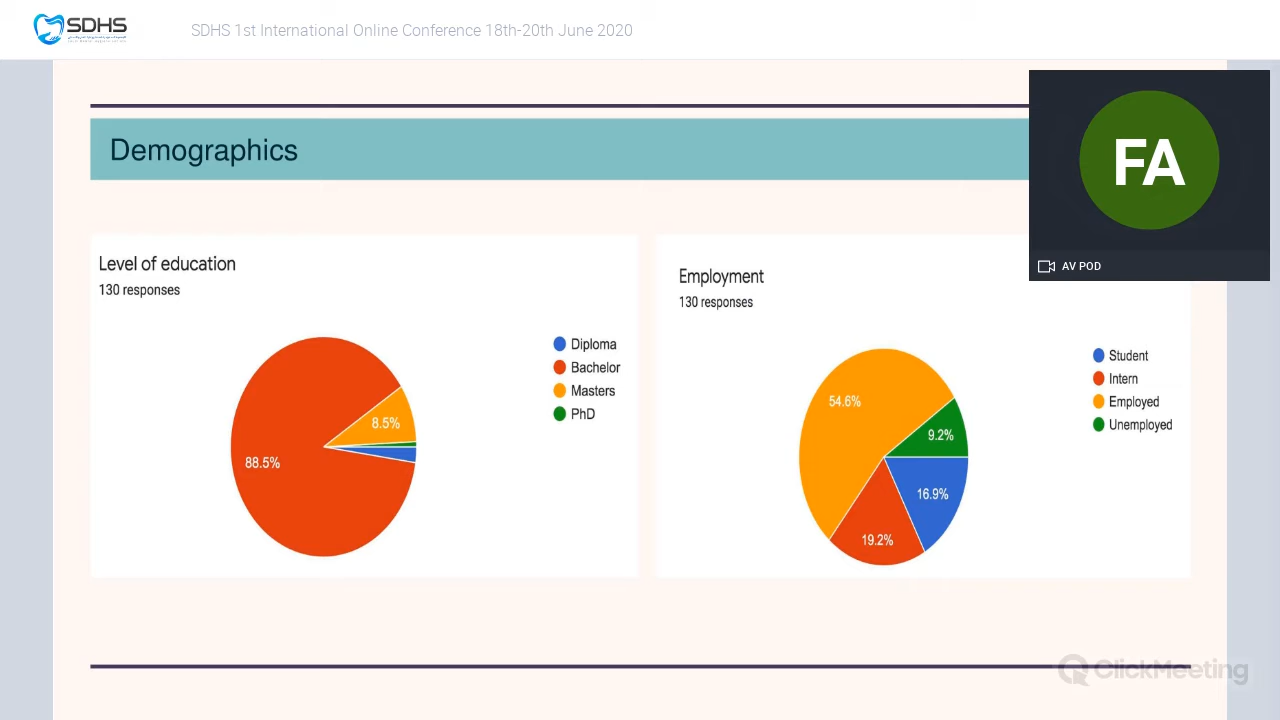 SDHS
SDHS 1st International Online Conference 18th-20th June 2020
FA
AV POD
Demographics
Level of education
130 responses
Diploma
Bachelor
Masters
PhD
8.5%
88.5%
Employment
130 responses
Student
Intern
Employed
Unemployed
54.6%
9.2%
16.9%
19.2%
ClickMeeting